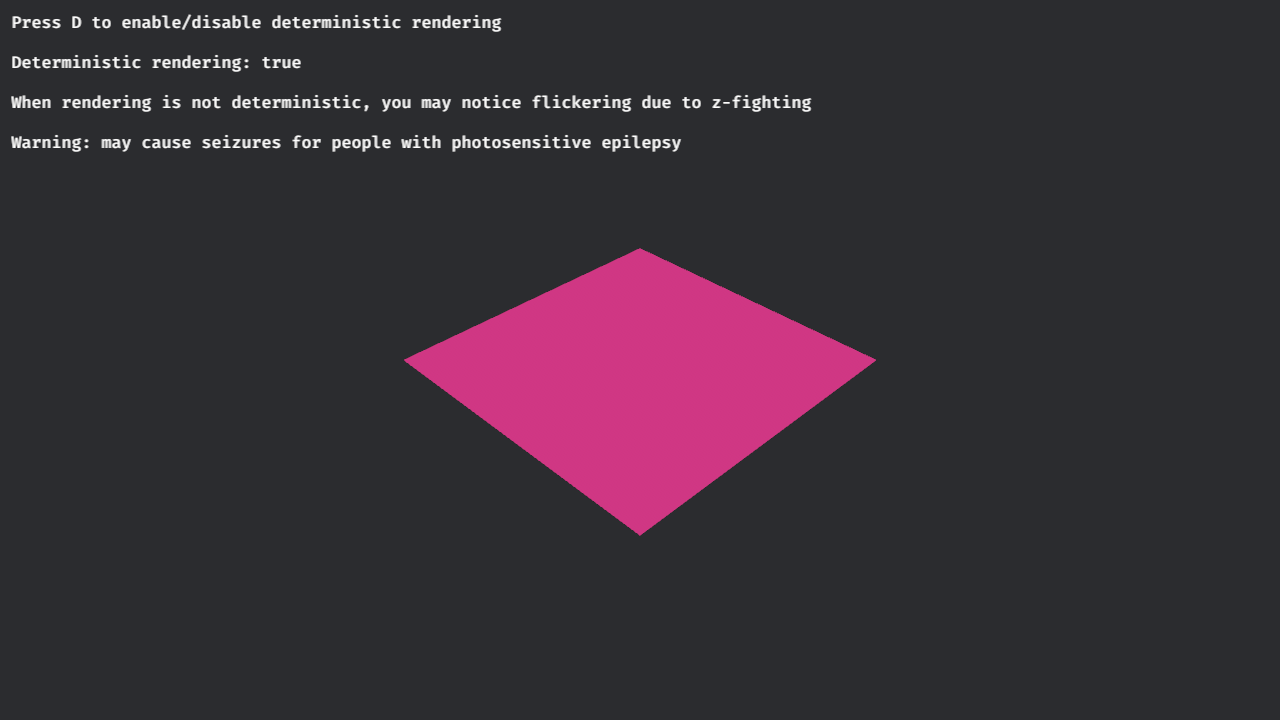 Press D to enable/disable deterministic rendering
Deterministic rendering: true
When rendering is not deterministic, you may notice flickering due to z-fighting
Warning: may cause seizures for people with photosensitive epilepsy